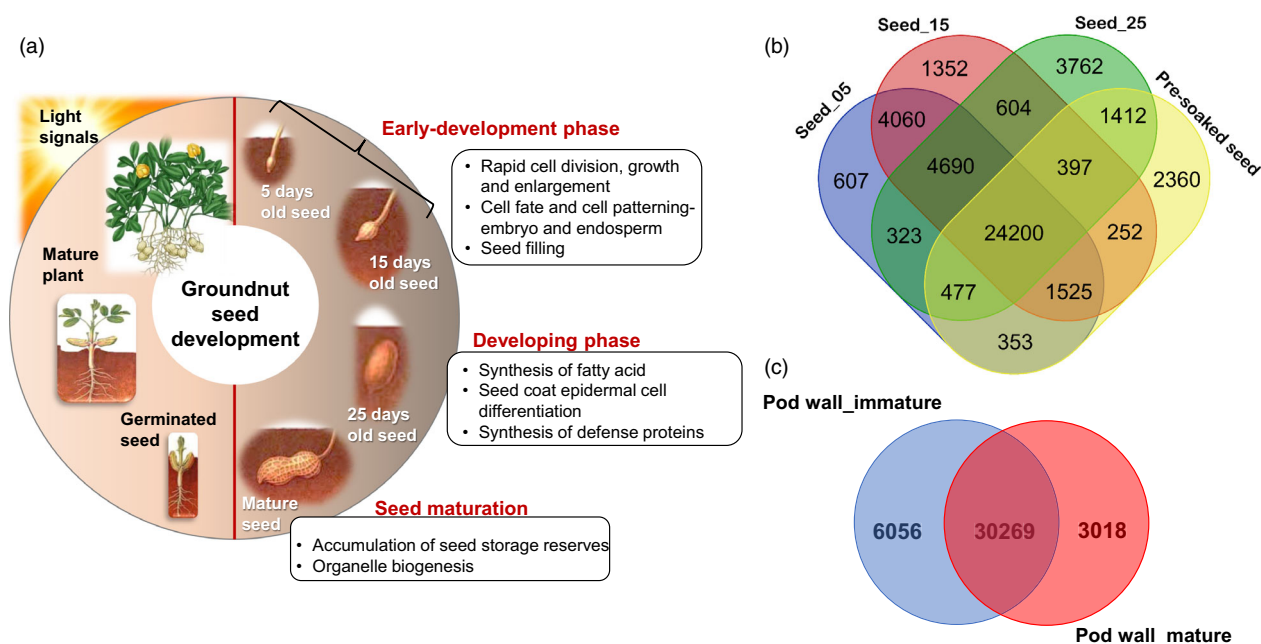 (a)
Light
signals
Mature
plant
Germinated
seed
Groundnut
seed
development
5 days
old seed
15 days
old seed
25 days
old seed
Mature
seed
Early-development phase
• Rapid cell division, growth
and enlargement
• Cell fate and cell patterning-
embryo and endosperm
• Seed filling
Developing phase
• Synthesis of fatty acid
• Seed coat epidermal cell
differentiation
• Synthesis of defense proteins
Seed maturation
• Accumulation of seed storage reserves
• Organelle biogenesis
(b)
Seed_05
Seed_15
Seed_25
Pre-soaked seed
1352
3762
4060
604
1412
607
4690
397
2360
323
24200
252
477
1525
353
(c)
Pod wall_immature
6056
30269
3018
Pod wall_mature